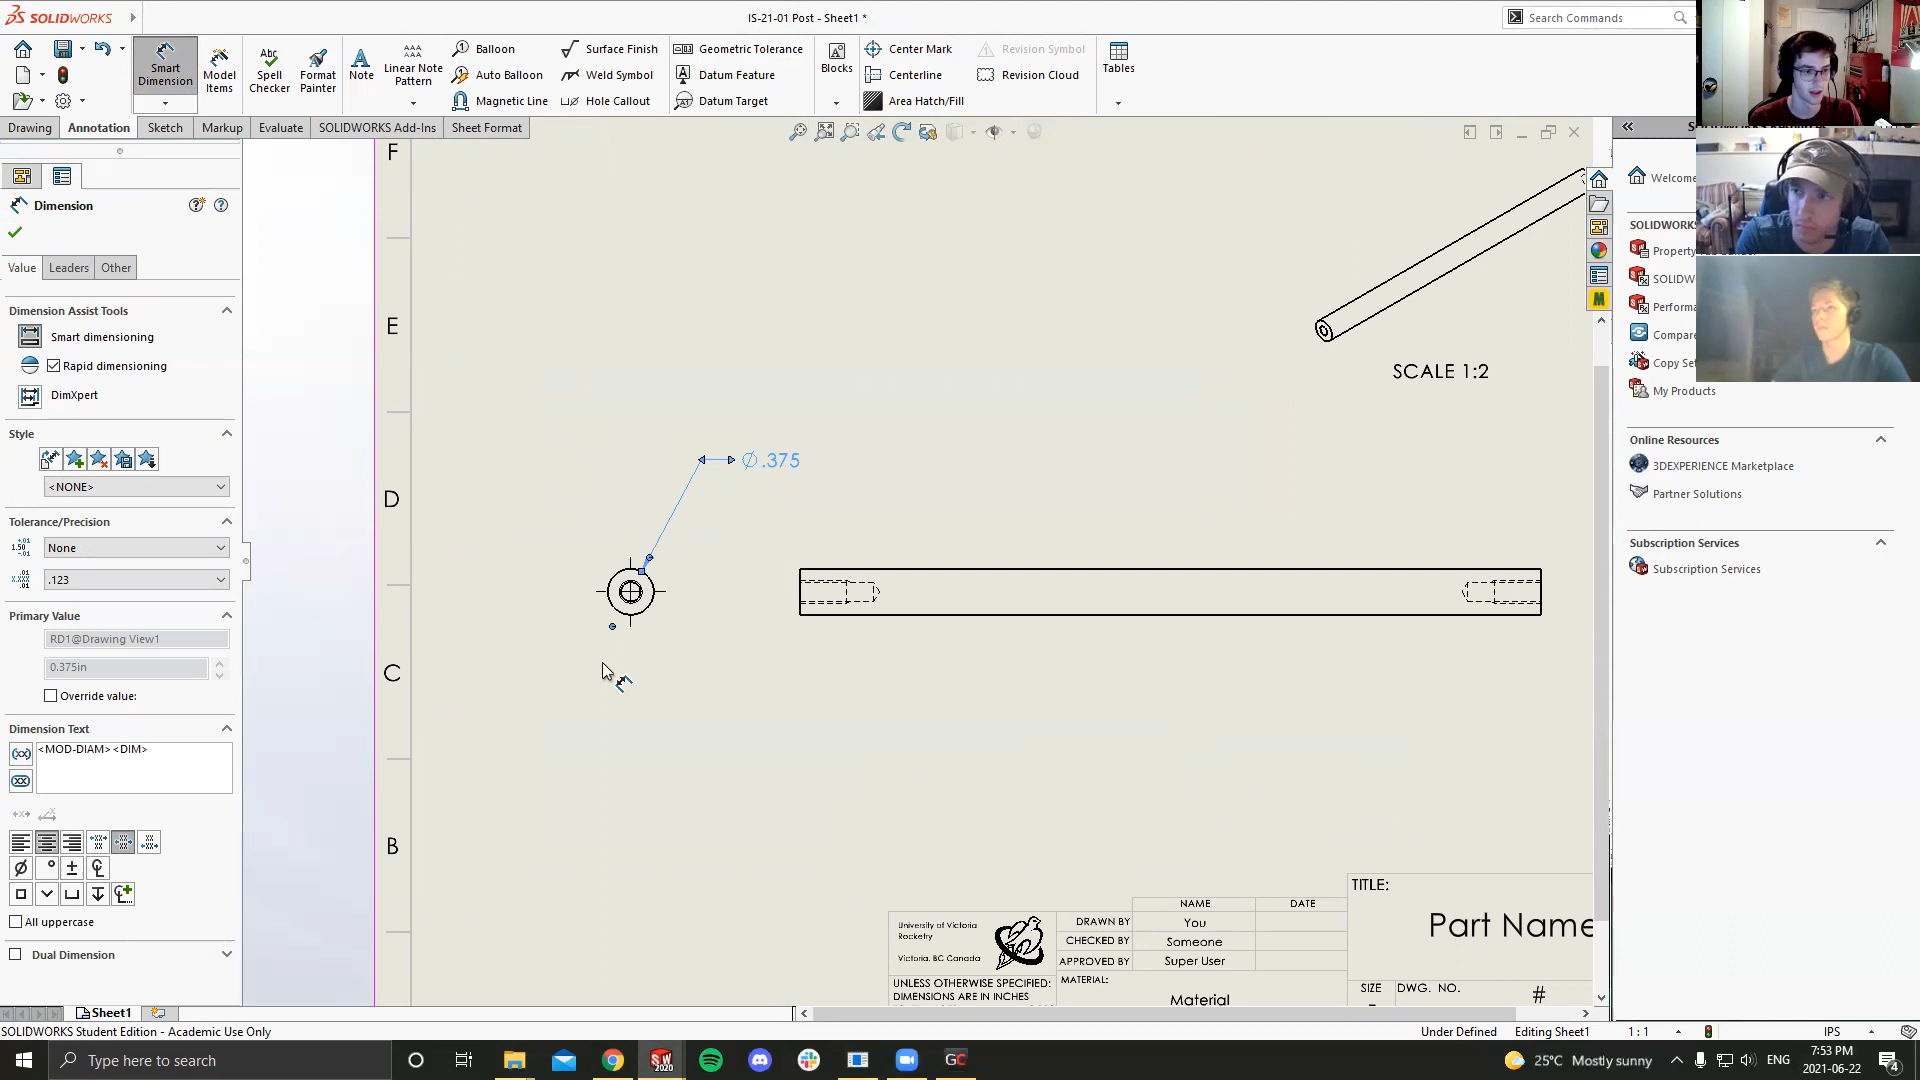 SOLIDWORKS
IS-21-01 Post - Sheet1 *
Search Commands
Smart Dimension
Model Items
Spell Checker
Format Painter
Note
Linear Note Pattern
Balloon
Auto Balloon
Magnetic Line
Surface Finish
Weld Symbol
Hole Callout
Geometric Tolerance
Datum Feature
Datum Target
Blocks
Center Mark
Centerline
Area Hatch/Fill
Revision Symbol
Revision Cloud
Tables
Drawing
Annotation
Sketch
Markup
Evaluate
SOLIDWORKS Add-Ins
Sheet Format
Dimension
Value
Leaders
Other
Dimension Assist Tools
Smart dimensioning
Rapid dimensioning
DimXpert
Style
<NONE>
Tolerance/Precision
None
.123
Primary Value
RD1@Drawing View1
0.375in
Override value:
Dimension Text
<MOD-DIAM><DIM>
All uppercase
Dual Dimension
F
E
D
C
B
Ø.375
SCALE 1:2
University of Victoria
Rocketry
Victoria, BC Canada
UNLESS OTHERWISE SPECIFIED:
DIMENSIONS ARE IN INCHES
NAME
DATE
DRAWN BY
You
CHECKED BY
Someone
APPROVED BY
Super User
MATERIAL:
Material
TITLE:
Part Name
SIZE
DWG. NO.
#
Welcome
SOLIDWORKS
Property
SOLIDW
Performa
Compare
Copy Set
My Products
Online Resources
3DEXPERIENCE Marketplace
Partner Solutions
Subscription Services
Subscription Services
Sheet1
SOLIDWORKS Student Edition - Academic Use Only
Under Defined
Editing Sheet1
1 : 1
IPS
Type here to search
SW
2020
GC
25°C Mostly sunny
ENG
7:53 PM
2021-06-22
4